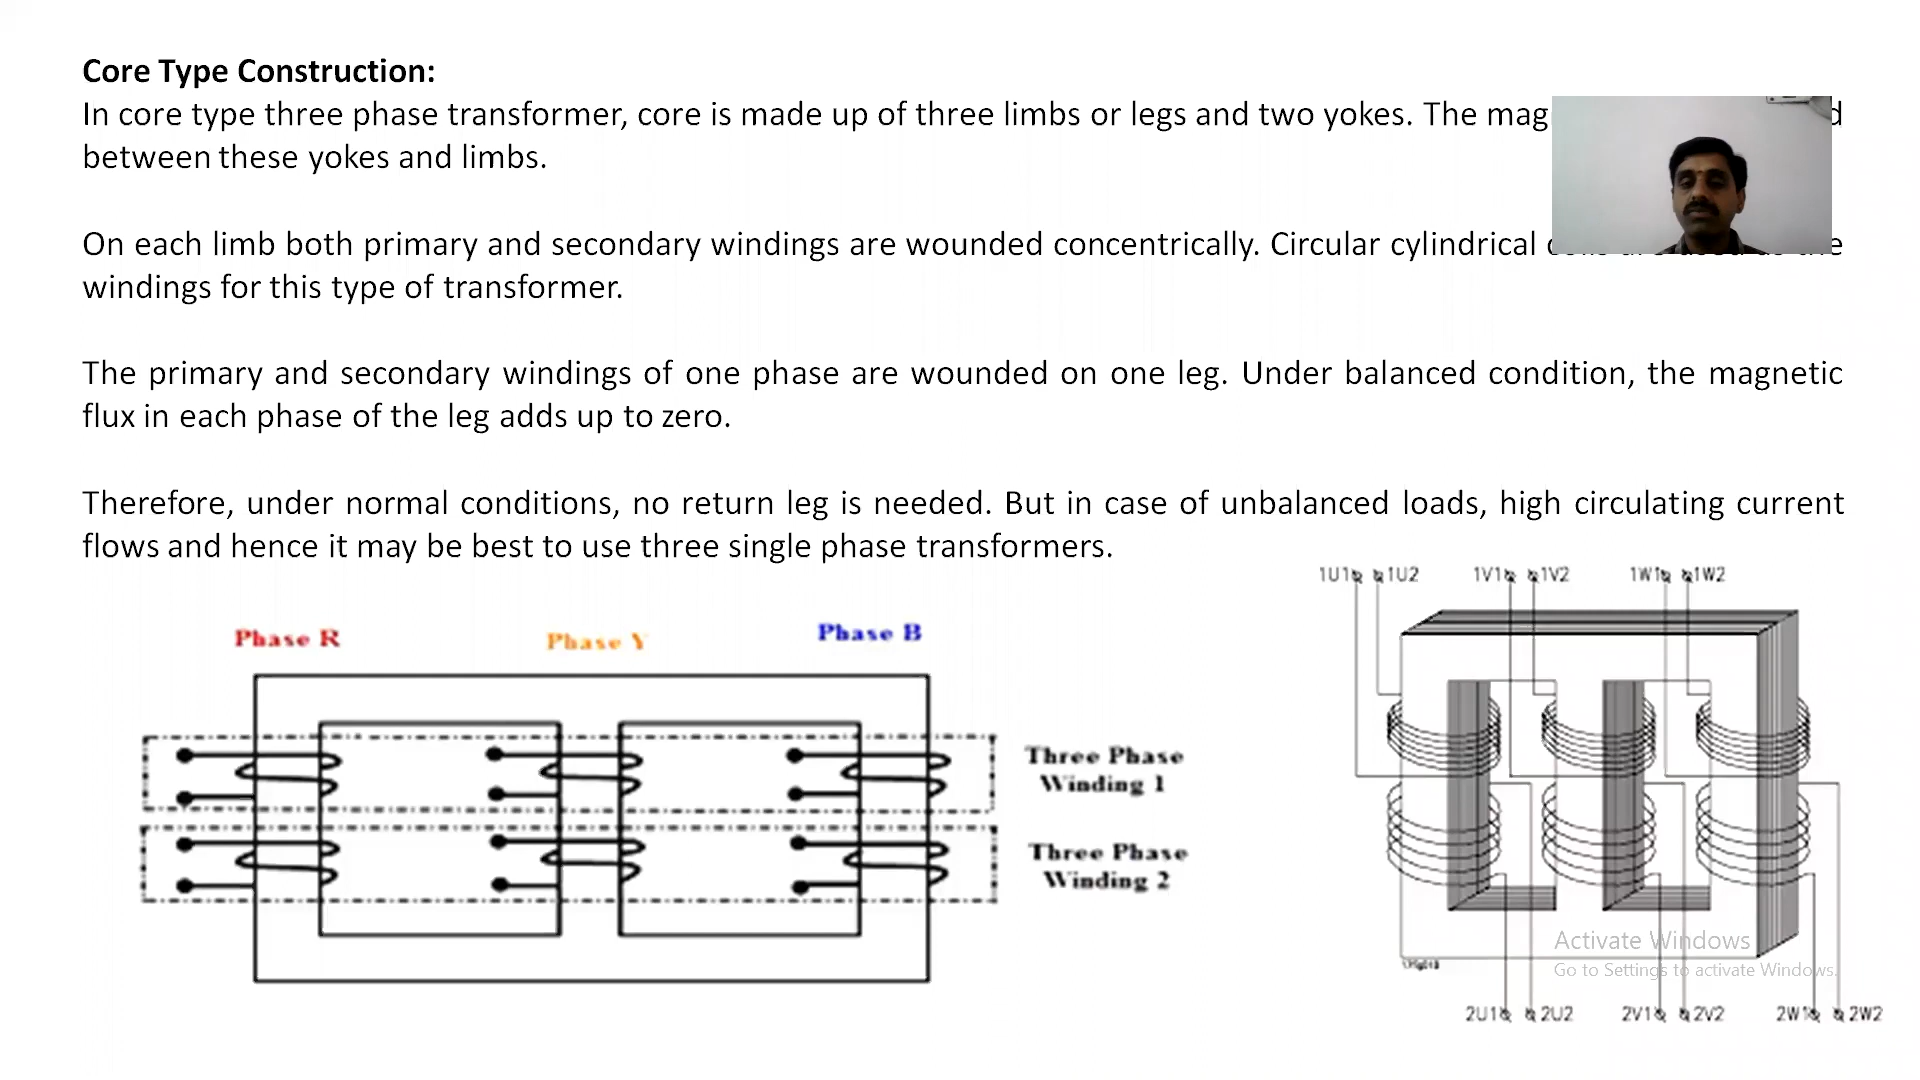 Core Type Construction:
In core type three phase transformer, core is made up of three limbs or legs and two yokes. The
between these yokes and limbs.
On each limb both primary and secondary windings are wounded concentrically. Circular cylindrical
windings for this type of transformer.
The primary and secondary windings of one phase are wounded on one leg. Under balanced condition, the magnetic
flux in each phase of the leg adds up to zero.
Therefore, under normal conditions, no return leg is needed. But in case of unbalanced loads, high circulating current
flows and hence it may be best to use three single phase transformers.
1U1 1U2 1V1 1V2 1W1 1W2
Phase R Phase Y Phase B
Three Phase
Winding 1
Three Phase
Winding 2
Activate Windows
Go to Settings to activate Windows.
2U1 2U2 2V1 2V2 2W1 2W2